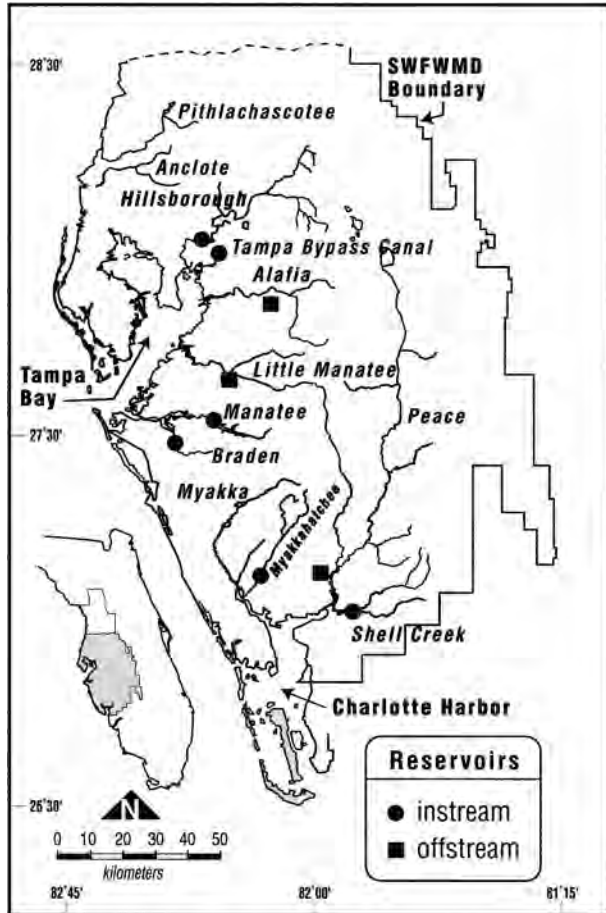 28°30'
SWFWMD
Boundary
Pithlachascotee
Anclote
Hillsborough
Tampa Bypass Canal
Alafia
Tampa
Bay
Little Manatee
Manatee
Peace
27°30'
Braden
Myakka
Myakkahatchee
Shell Creek
Charlotte Harbor
Reservoirs
instream
offstream
26°30'
N
0 10 20 30 40 50
kilometers
82°45
82°00
81°15